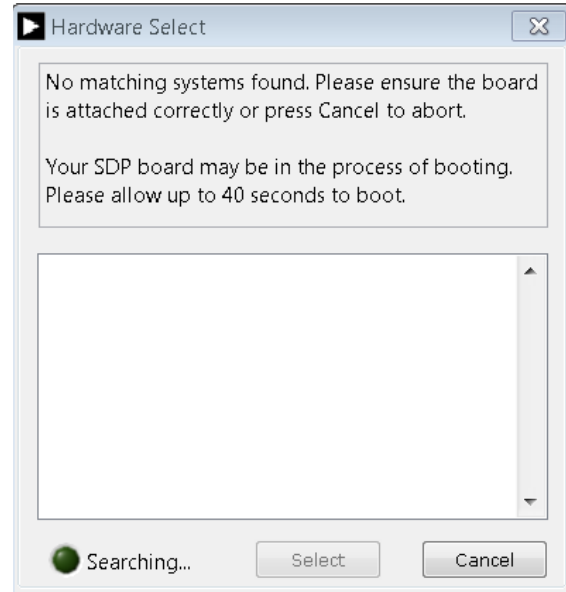 Hardware Select
No matching systems found. Please ensure the board
is attached correctly or press Cancel to abort.
Your SDP board may be in the process of booting.
Please allow up to 40 seconds to boot.
Searching...
Select
Cancel